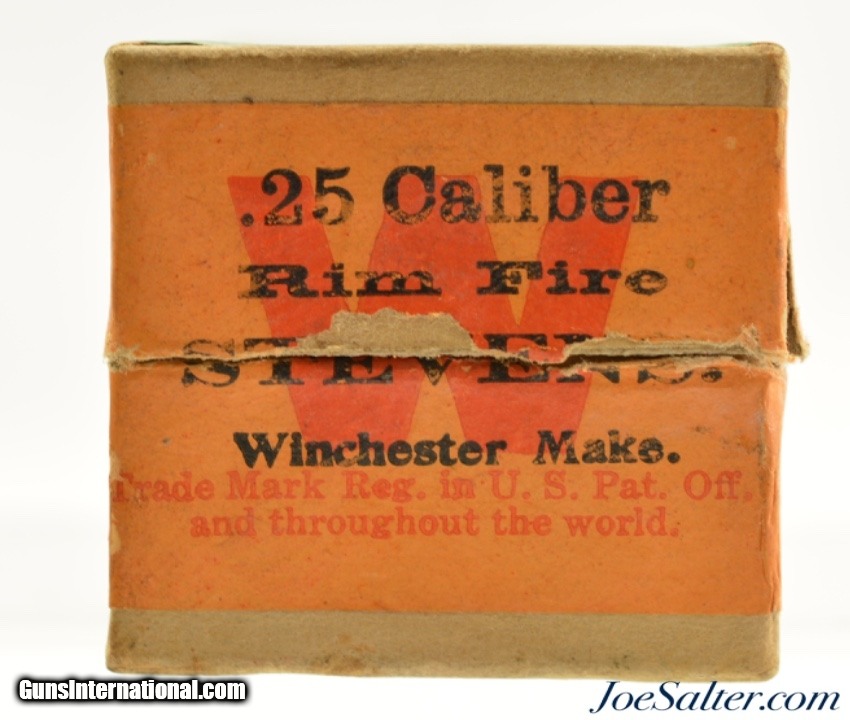 W
.25 Caliber
Rim Fire
STEVENS.
Winchester Make.
Trade Mark Reg. in U. S. Pat. Off.
and throughout the world.
GunsInternational.com
JoeSalter.com